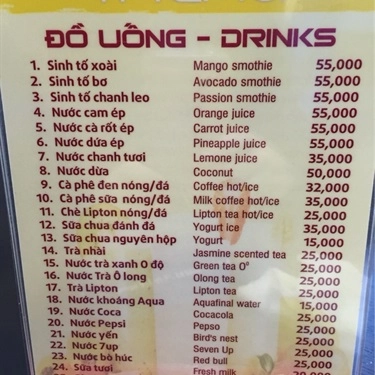 ĐỒ UỐNG - DRINKS
1. Sinh tố xoài Mango smothie 55,000
2. Sinh tố bơ Avocado smothie 55,000
3. Sinh tố chanh leo Passion smothie 55,000
4. Nước cam ép Orange juice 55,000
5. Nước cà rốt ép Carrot juice 55,000
6. Nước dứa ép Pineapple juice 55,000
7. Nước chanh tươi Lemone juice 35,000
8. Nước dừa Coconut 50,000
9. Cà phê đen nóng/đá Coffee hot/ice 32,000
10. Cà phê sữa nóng/đá Milk coffee hot/ice 35,000
11. Chè Lipton nóng/đá Lipton tea hot/ice 25,000
12. Sữa chua đánh đá Yogurt ice 35,000
13. Sữa chua nguyên hộp Yogurt 15,000
14. Trà nhài Jasmine scented tea 25,000
15. Nước trà xanh O độ Green tea O° 25,000
16. Nước Trà Ô long Olong tea 25,000
17. Trà Lipton Lipton tea 25,000
18. Nước khoáng Aqua Aquafinal water 15,000
19. Nước Coca Cocacola 25,000
20. Nước Pepsi Pepso 25,000
21. Nước yến Bird's nest 25,000
22. Nước 7up Seven Up 25,000
23. Nước bò húc Red bull 25,000
24. Sữa tươi Fresh milk